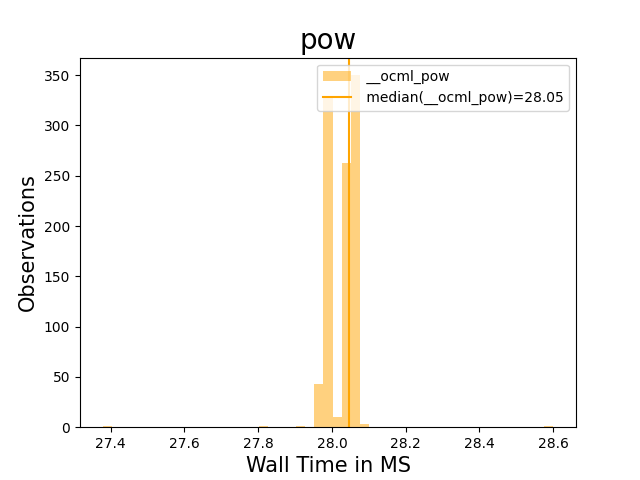 pow
__ocml_pow
median(__ocml_pow)=28.05
350
300
250
200
150
100
50
0
Observations
27.4 27.6 27.8 28.0 28.2 28.4 28.6
Wall Time in MS